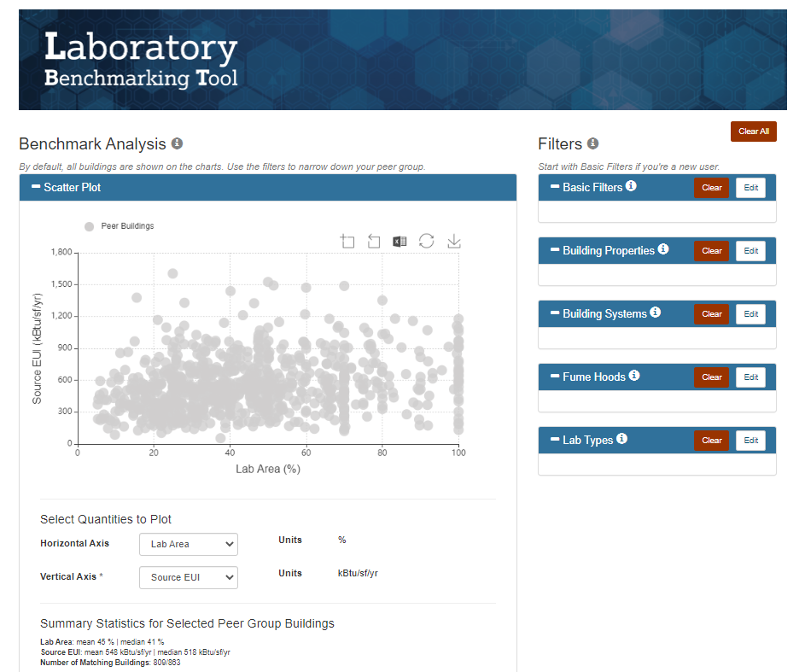 Laboratory
Benchmarking Tool
Clear All
Benchmark Analysis
Filters
By default, all buildings are shown on the charts. Use the filters to narrow down your peer group.
Start with Basic Filters if you're a new user.
Scatter Plot
Basic Filters
Clear
Edit
Peer Buildings
Building Properties
Clear
Edit
Building Systems
Clear
Edit
Fume Hoods
Clear
Edit
Lab Types
Clear
Edit
1,800
1,500
1,200
900
600
300
0
Source EUI (kBtu/sf/yr)
0 20 40 60 80 100
Lab Area (%)
Select Quantities to Plot
Horizontal Axis Lab Area Units %
Vertical Axis * Source EUI Units kBtu/sf/yr
Summary Statistics for Selected Peer Group Buildings
Lab Area: mean 45 % | median 41 %
Source EUI: mean 548 kBtu/sf/yr | median 518 kBtu/sf/yr
Number of Matching Buildings: 809/863